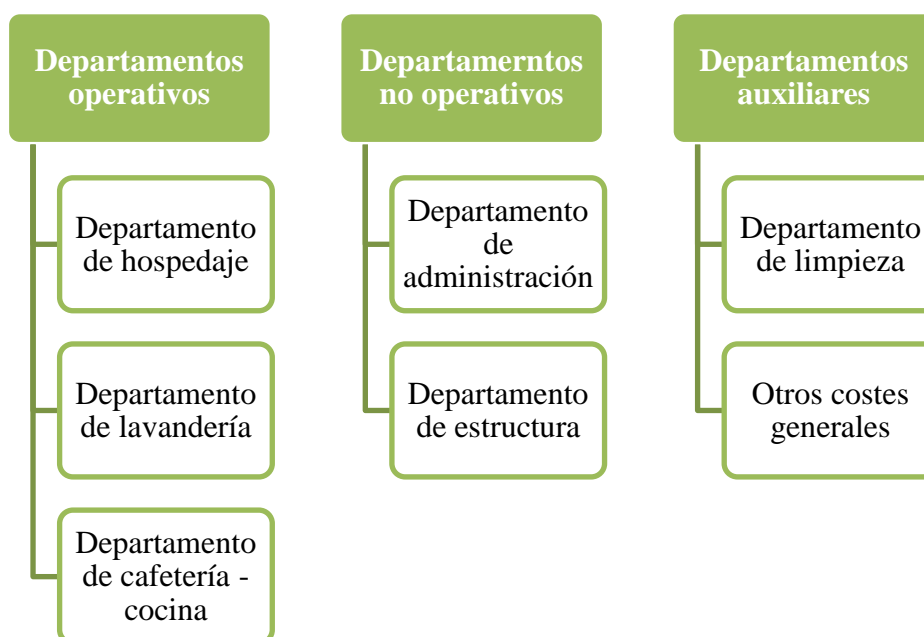 Departamentos
operativos
Departamento
de hospedaje
Departamento
de lavandería
Departamento
de cafetería -
cocina
Departamerntos
no operativos
Departamento
de
administración
Departamento
de estructura
Departamentos
auxiliares
Departamento
de limpieza
Otros costes
generales